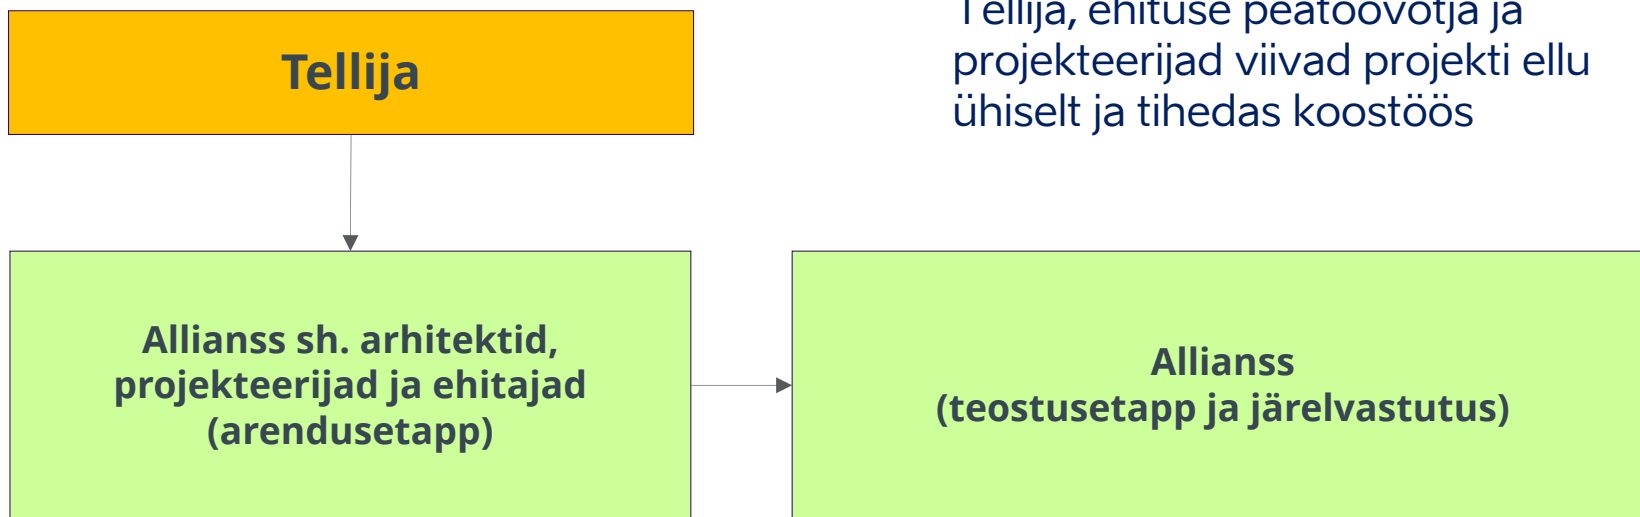 Tellija
Tellija, ehituse peatöövõtja ja
projekteerijad viivad projekti ellu
ühiselt ja tihedas koostöös
Allianss sh. arhitektid,
projekteerijad ja ehitajad
(arendusetapp)
Allianss
(teostusetapp ja järelvastutus)